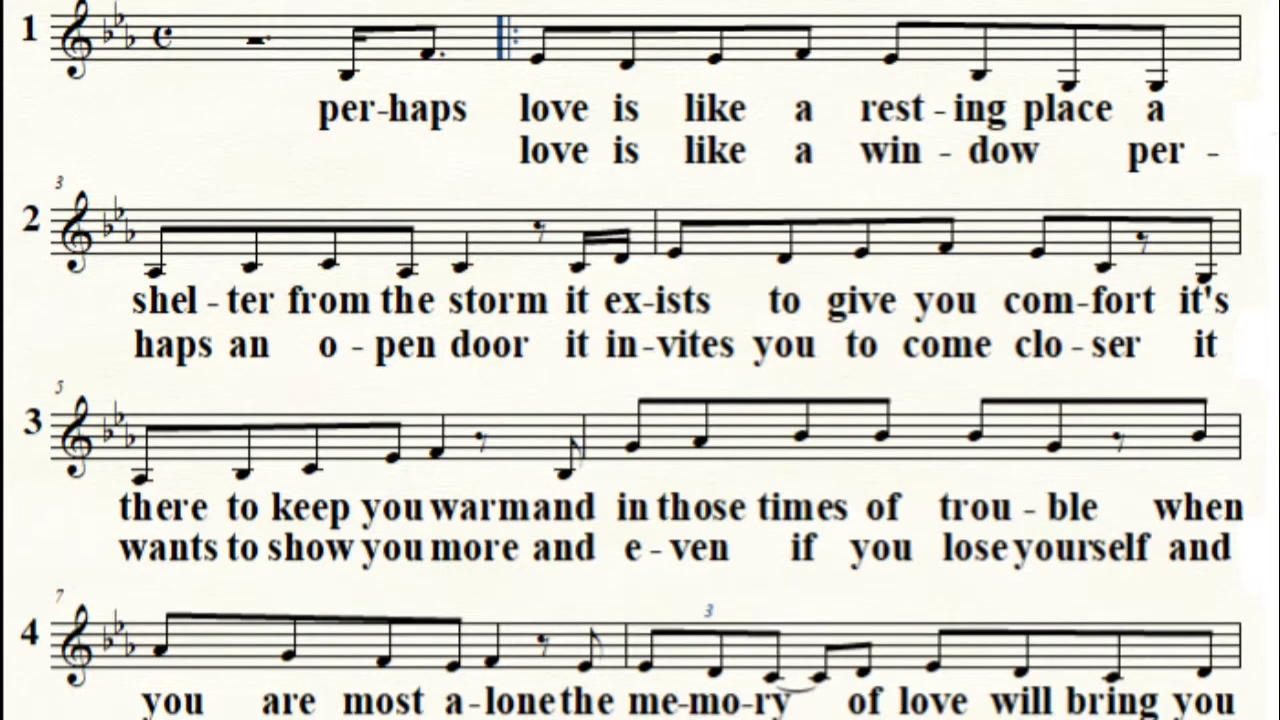 1
per-haps love is like a rest - ing place a
love is like a win - dow per -
3
2
shel - ter from the storm it ex-ists to give you com-fort it's
haps an o - pen door it in-vites you to come clo - ser it
5
3
there to keep you warmand in those times of trou - ble when
wants to show you more and e - ven if you lose yourself and
7
4
3
you are most a-lone the me-mo-ry of love will bring you